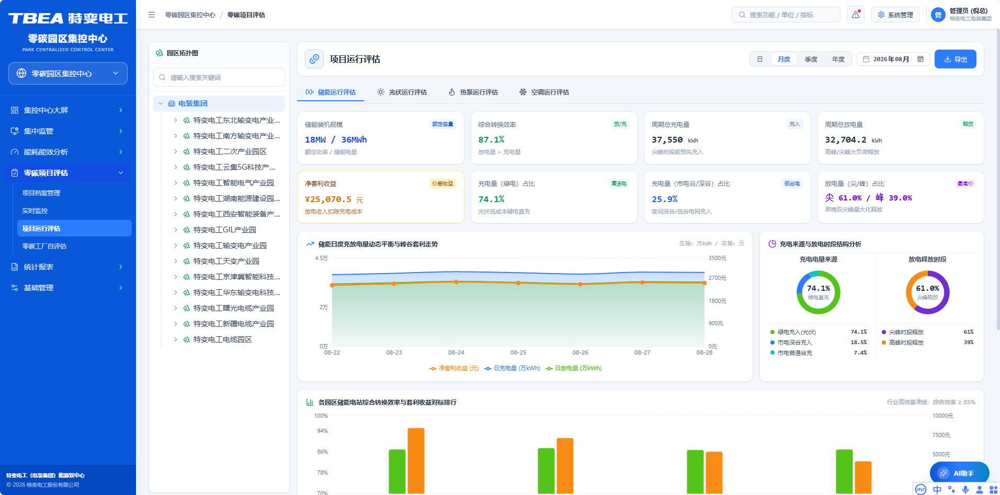 TBEA 特变电工
零碳园区集控中心
PARK CENTRALIZED CONTROL CENTER
零碳园区集控中心
集控中心大屏
集中监管
能耗能效分析
零碳项目评估
项目档案管理
实时监控
项目运行评估
零碳工厂自评估
统计报表
基础管理
特变电工（电装集团）能源双中心
© 2026 特变电工股份有限公司
零碳园区集控中心 / 零碳项目评估
搜索功能 / 单位 / 指标
系统管理
管
管理员 (倪总)
特变电工电装集团
园区拓扑图
请输入搜索关键词
电装集团
特变电工东北输变电产业...
特变电工南方输变电产业...
特变电工二次产业园区
特变电工云集5G科技产...
特变电工智能电气产业园
特变电工湖南能源建设园...
特变电工西安智能装备产...
特变电工GIL产业园
特变电工输变电产业园
特变电工天变产业园
特变电工京津冀智能科技...
特变电工华东输变电科技...
特变电工曙光电缆产业园
特变电工新疆电缆产业园
特变电工电缆园区
项目运行评估
日 月度 季度 年度
2026年08月
导出
储能运行评估 光伏运行评估 热泵运行评估 空调运行评估
储能装机规模 额定容量
18MW / 36MWh
额定功率 / 储能电量
综合转换效率 放/充
87.1%
放电量 ÷ 充电量
周期总充电量 充入
37,550 kWh
尖峰时段前预先充入
周期总放电量 释放
32,704.2 kWh
高峰/尖峰大负荷释放
净套利收益 价差收益
¥25,070.5 元
放电收入扣除充电成本
充电量（绿电）占比 清洁电
74.1%
光伏低成本绿电直充
充电量（市电谷/深谷）占比 低谷电
25.9%
夜间深谷/低谷电网充入
放电量（尖/峰）占比 最高价
尖 61.0% / 峰 39.0%
早晚双尖峰最大化释放
储能日度充放电量动态平衡与峰谷套利走势
左轴: 万kWh / 右轴: 元
4.5万
2万
0万
3500元
2700元
1800元
900元
0元
08-22 08-23 08-24 08-25 08-26 08-27 08-28
净套利收益 (元) 日充电量 (万kWh) 日放电量 (万kWh)
充电来源与放电时段结构分析
充电电量来源
74.1%
绿电直充
绿电充入(光伏) 74.1%
市电深谷充入 18.5%
市电普通谷充 7.4%
放电释放时段
61.0%
尖峰释放
尖峰时段释放 61%
高峰时段释放 39%
各园区储能电站综合转换效率与套利收益对标排行
行业高效基准线: 综合效率 ≥ 85%
100%
94%
86%
78%
70%
10000元
7500元
5000元
AI助手
iFLY 中